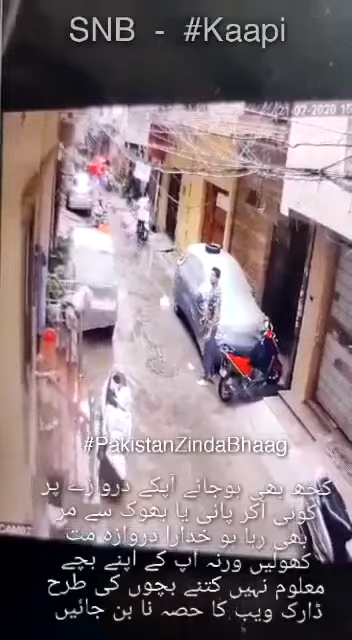 SNB - #Kaapi
21-07-2020
#PakistanZindaBhaag
کچھ بھی ہوجائے آپکے دروازے پر
کوئی آکر پانی یا بھوک سے مر
بھی رہا ہو خدارا دروازہ مت
کھولیں ورنہ آپ کے اپنے بچے
معلوم نہیں کتنے بچوں کی طرح
ڈارک ویب کا حصہ نا بن جائیں